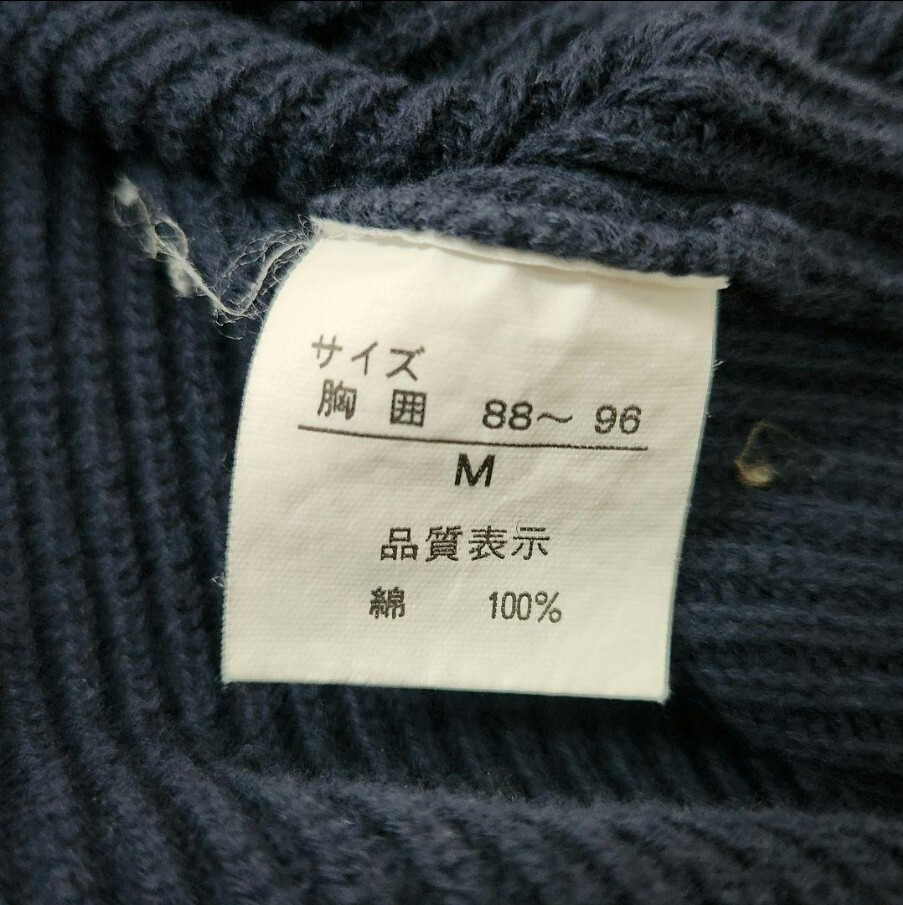 サイズ
胸 囲 88〜 96
M
品質表示
綿 100%